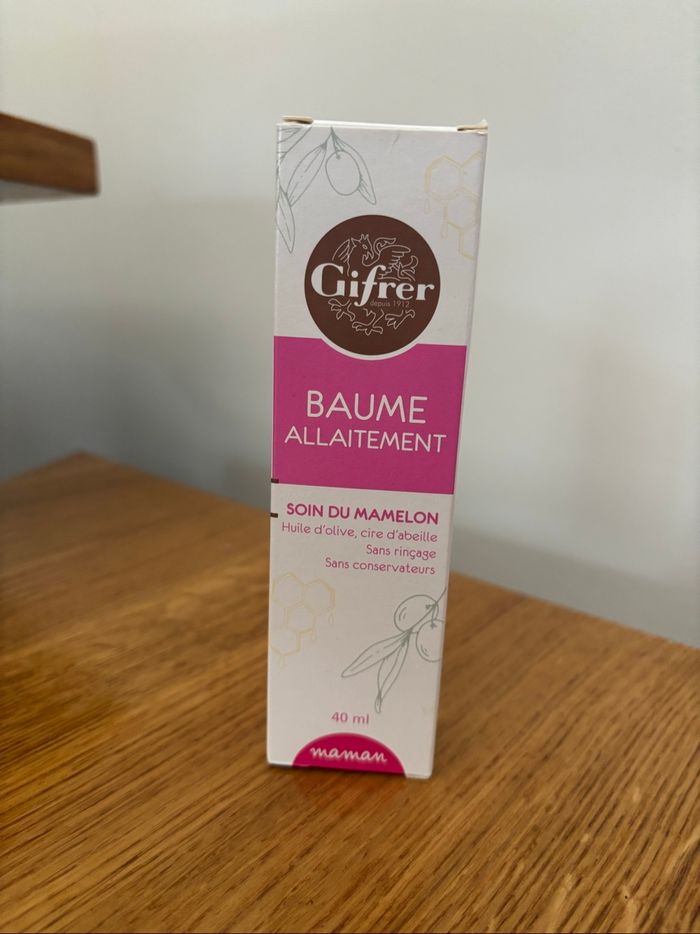 Gifrer
depuis 1912
BAUME
ALLAITEMENT
SOIN DU MAMELON
Huile d'olive, cire d'abeille
Sans rinçage
Sans conservateurs
40 ml
maman